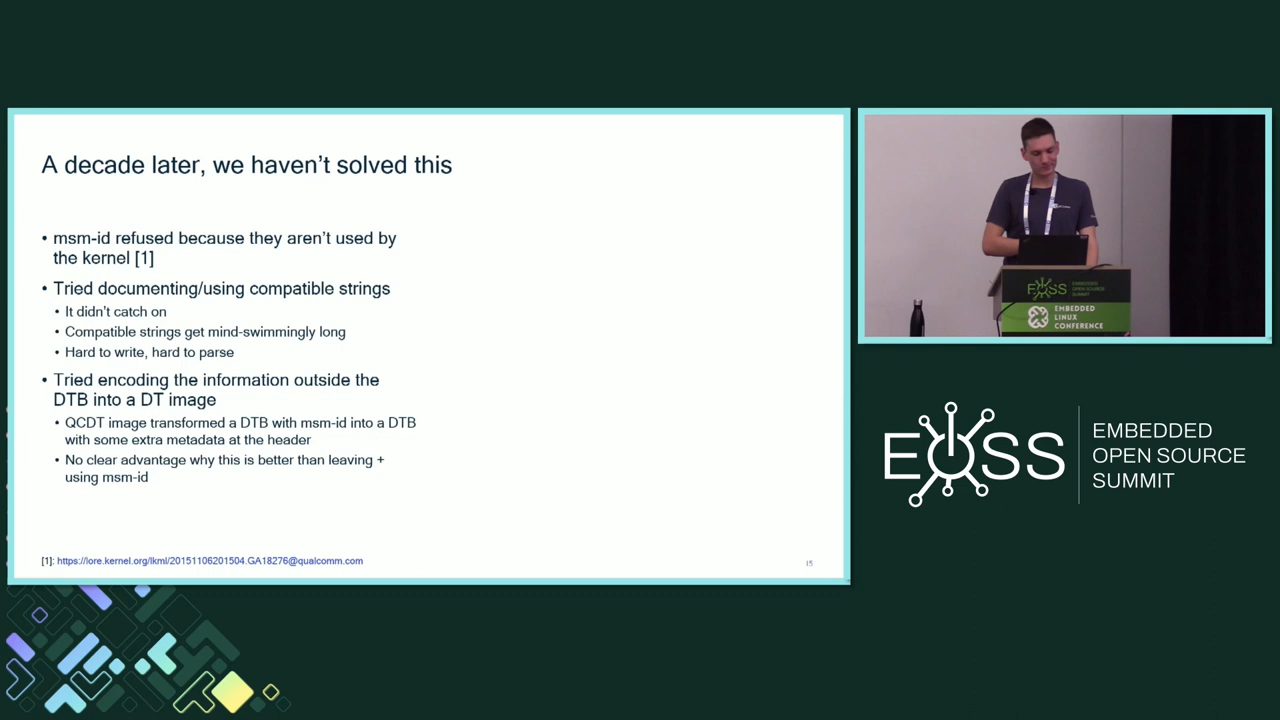 A decade later, we haven't solved this
• msm-id refused because they aren't used by
the kernel [1]
• Tried documenting/using compatible strings
• It didn't catch on
• Compatible strings get mind-swimmingly long
• Hard to write, hard to parse
• Tried encoding the information outside the
DTB into a DT image
• QCDT image transformed a DTB with msm-id into a DTB
with some extra metadata at the header
• No clear advantage why this is better than leaving +
using msm-id
[1]: https://lore.kernel.org/lkml/20151106201504.GA18276@qualcomm.com
15
EOSS
EMBEDDED
OPEN SOURCE
SUMMIT
EMBEDDED
LINUX
CONFERENCE
EOSS
EMBEDDED
OPEN SOURCE
SUMMIT